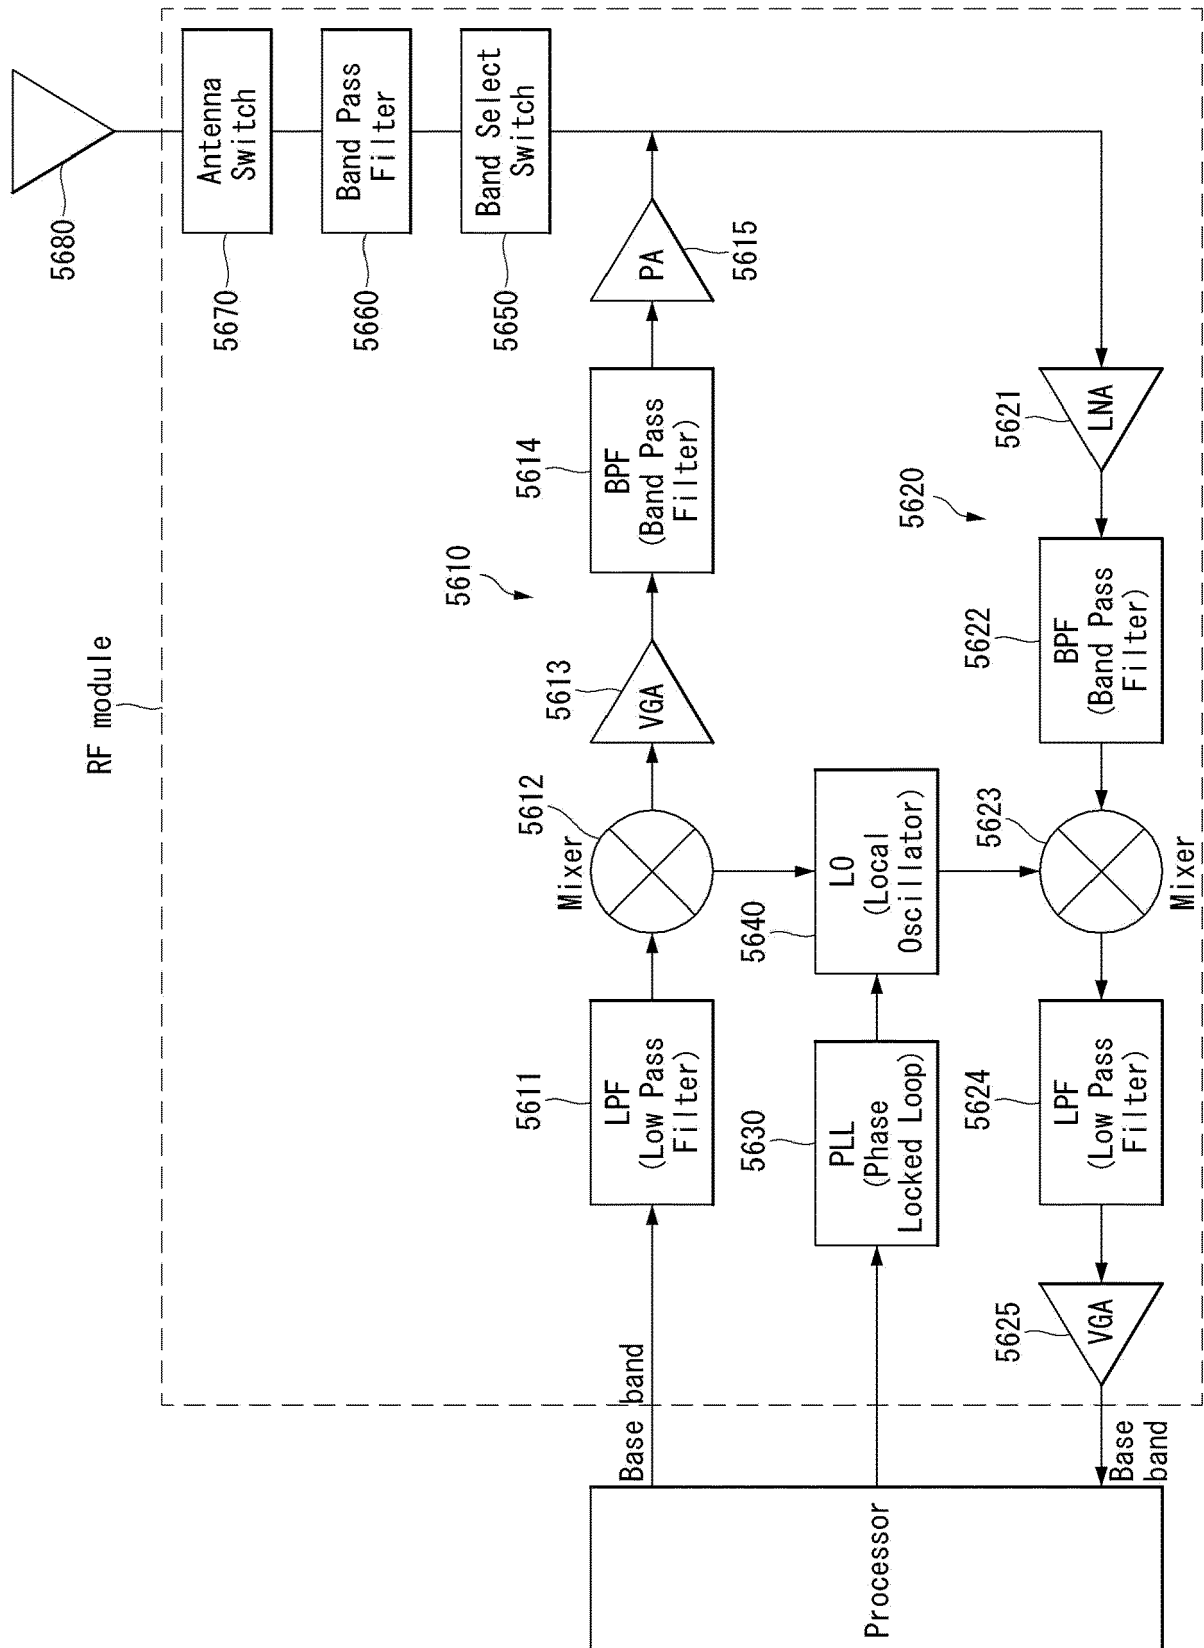 RF module
5680
Antenna
Switch
5670
Band Pass
Filter
5660
Band Select
Switch
5650
Base band
5611
LPF
(Low Pass
Filter)
Mixer
5612
5613
VGA
5610
5614
BPF
(Band Pass
Filter)
PA
5615
Processor
5630
PLL
(Phase
Locked Loop)
5640
LO
(Local
Oscillator)
5620
5621
LNA
5622
BPF
(Band Pass
Filter)
5623
Mixer
5624
LPF
(Low Pass
Filter)
5625
VGA
Base
band